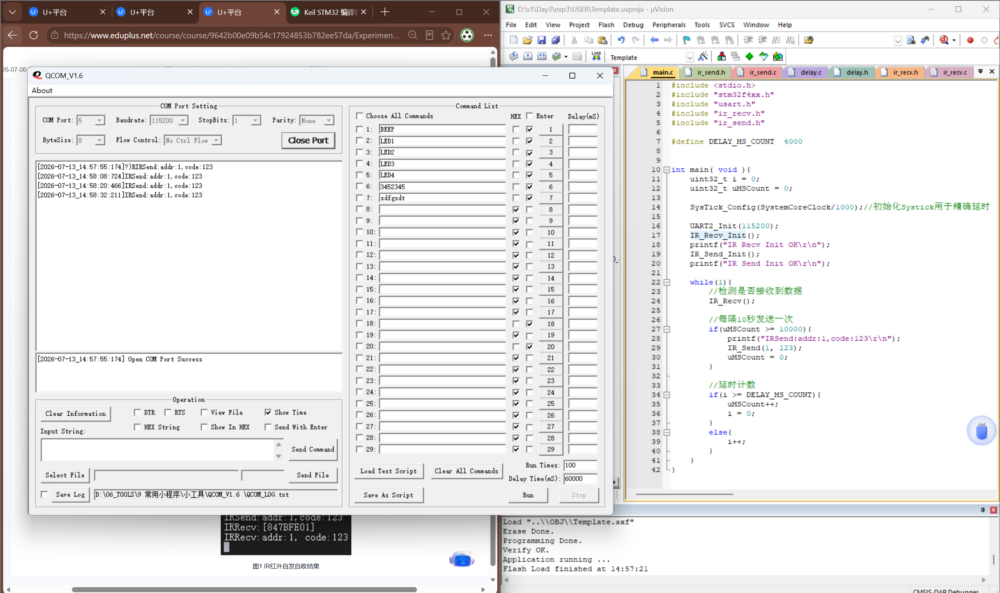 U+平台
U+平台
U+平台
Keil STM32 编译
https://www.eduplus.net/course/course/9642b00e09b54c17924853b782ee57da/Experimen...
26-07-06
QCOM_V1.6
About
COM Port Setting
COM Port: 5 Baudrate: 115200 StopBits: 1 Parity: None
ByteSize: 8 Flow Control: No Ctrl Flow Close Port
[2026-07-13_14:57:55:174]?)RIRSend:addr:1,code:123
[2026-07-13_14:58:08:724]IRSend:addr:1,code:123
[2026-07-13_14:58:20:466]IRSend:addr:1,code:123
[2026-07-13_14:58:32:211]IRSend:addr:1,code:123
[2026-07-13_14:57:55:174] Open COM Port Success
Operation
Clear Information DTR RTS View File Show Time
HEX String Show In HEX Send With Enter
Input String:
Send Command
Select File Send File
Save Log D:\06_TOOLS\9 常用小程序\小工具\QCOM_V1.6 \QCOM_LOG.txt
Command List
Choose All Commands HEX Enter Delay(mS)
1: BEEP 1
2: LED1 2
3: LED2 3
4: LED3 4
5: LED4 5
6: 3452345 6
7: sdfgsdt 7
8: 8
9: 9
10: 10
11: 11
12: 12
13: 13
14: 14
15: 15
16: 16
17: 17
18: 18
19: 19
20: 20
21: 21
22: 22
23: 23
24: 24
25: 25
26: 26
27: 27
28: 28
29: 29
Load Test Script Clear All Commands Run Times: 100
Delay Time(mS): 60000
Save As Script Run Stop
IRSend:addr:1,code:123
IRRecv:[847BFE01]
IRRecv:addr:1, code:123
图1 IR红外自发自收结果
D:\s1\Day3\exp3\USER\Template.uvprojx - µVision
File Edit View Project Flash Debug Peripherals Tools SVCS Window Help
LOAD Template
main.c ir_send.h ir_send.c delay.c delay.h ir_recv.h ir_recv.c
1 #include <stdio.h>
2 #include "stm32f4xx.h"
3 #include "usart.h"
4 #include "ir_recv.h"
5 #include "ir_send.h"
6
7 #define DELAY_MS_COUNT 4000
8
9
10 int main( void ){
11 uint32_t i = 0;
12 uint32_t uMSCount = 0;
13
14 SysTick_Config(SystemCoreClock/1000);//初始化Systick用于精确延时
15
16 UART2_Init(115200);
17 IR_Recv_Init();
18 printf("IR Recv Init OK\r\n");
19 IR_Send_Init();
20 printf("IR Send Init OK\r\n");
21
22 while(1){
23 //检测是否接收到数据
24 IR_Recv();
25
26 //每隔10秒发送一次
27 if(uMSCount >= 10000){
28 printf("IRSend:addr:1,code:123\r\n");
29 IR_Send(1, 123);
30 uMSCount = 0;
31 }
32
33 //延时计数
34 if(i >= DELAY_MS_COUNT){
35 uMSCount++;
36 i = 0;
37 }
38 else{
39 i++;
40 }
41 }
42 }
Load "..\\OBJ\\Template.axf"
Erase Done.
Programming Done.
Verify OK.
Application running ...
Flash Load finished at 14:57:21
CMSIS-DAP Debugger